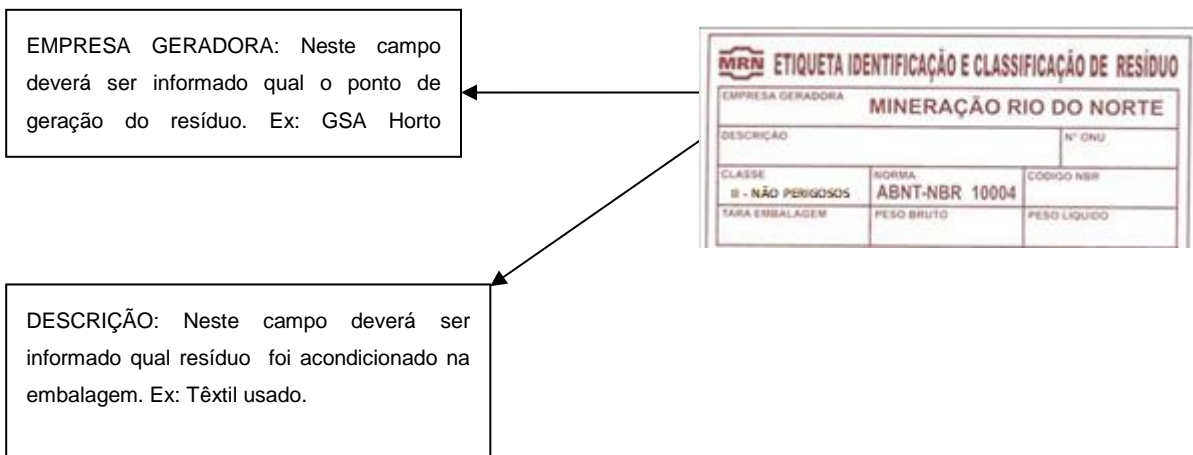 EMPRESA GERADORA: Neste campo
deverá ser informado qual o ponto de
geração do resíduo. Ex: GSA Horto
MRN ETIQUETA IDENTIFICAÇÃO E CLASSIFICAÇÃO DE RESÍDUO
EMPRESA GERADORA
MINERAÇÃO RIO DO NORTE
DESCRIÇÃO
N° ONU
CLASSE
II - NÃO PERIGOSOS
NORMA
ABNT-NBR 10004
CODIGO NBR
TARA EMBALAGEM
PESO BRUTO
PESO LÍQUIDO
DESCRIÇÃO: Neste campo deverá ser
informado qual resíduo foi acondicionado na
embalagem. Ex: Têxtil usado.